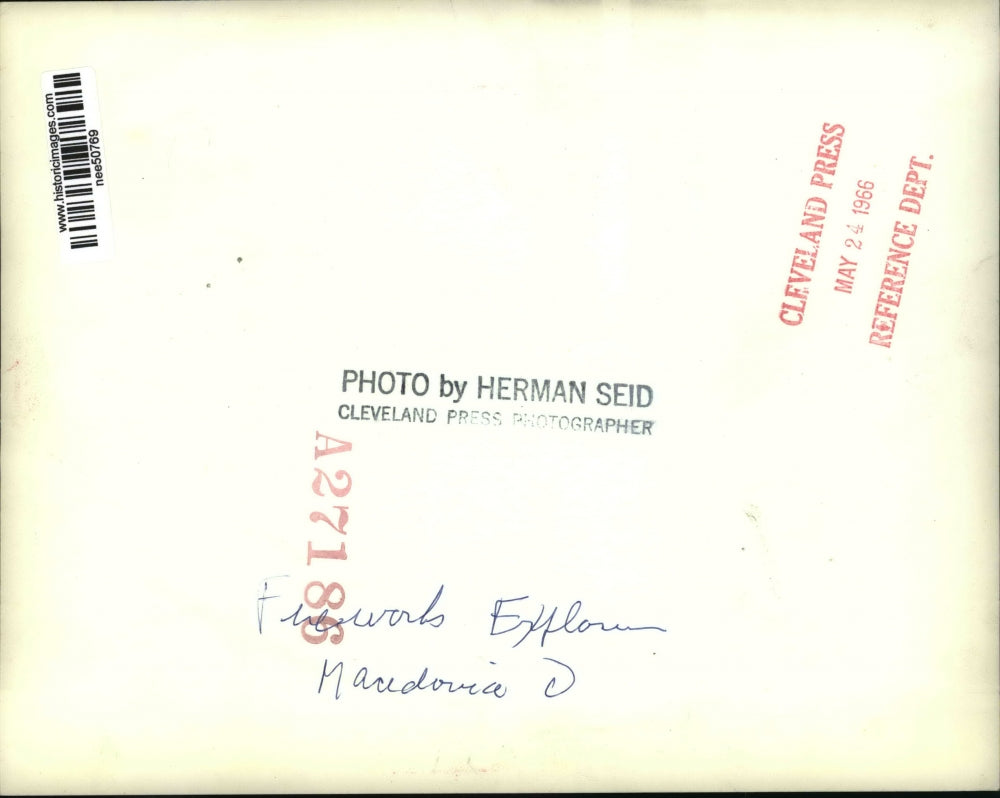 www.historicimages.com
nee50769
CLEVELAND PRESS
MAY 24 1966
REFERENCE DEPT.
PHOTO by HERMAN SEID
CLEVELAND PRESS PHOTOGRAPHER
A27186
Fireworks Explosion
Macedonia O